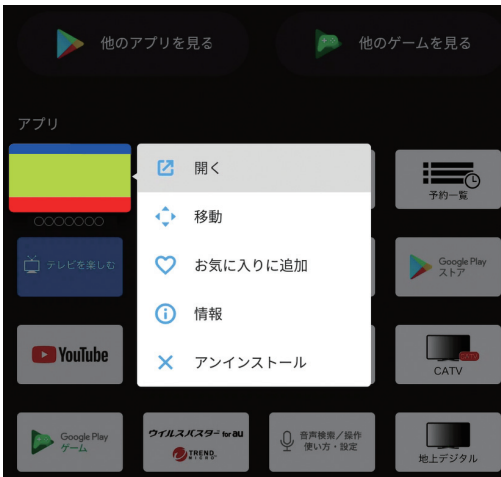 他のアプリを見る
他のゲームを見る
アプリ
開く
移動
お気に入りに追加
情報
アンインストール
予約一覧
○○○○○○○
テレビを楽しむ
Google Play
ストア
YouTube
CATV
CATV
Google Play
ゲーム
ウイルスバスター for au
TREND
MICRO
音声検索/操作
使い方・設定
地上デジタル